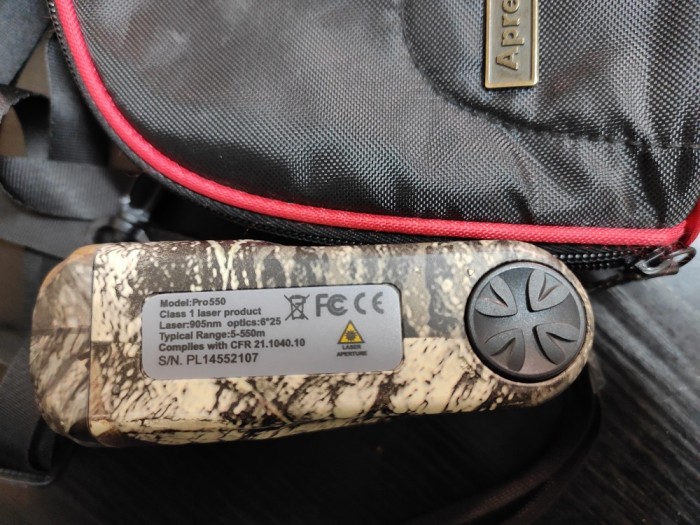 Apre
Model:Pro550
Class 1 laser product
Laser:905nm optics:6*25
Typical Range:5-550m
Complies with CFR 21.1040.10
S/N. PL14552107
FC CE
LASER
APERTURE